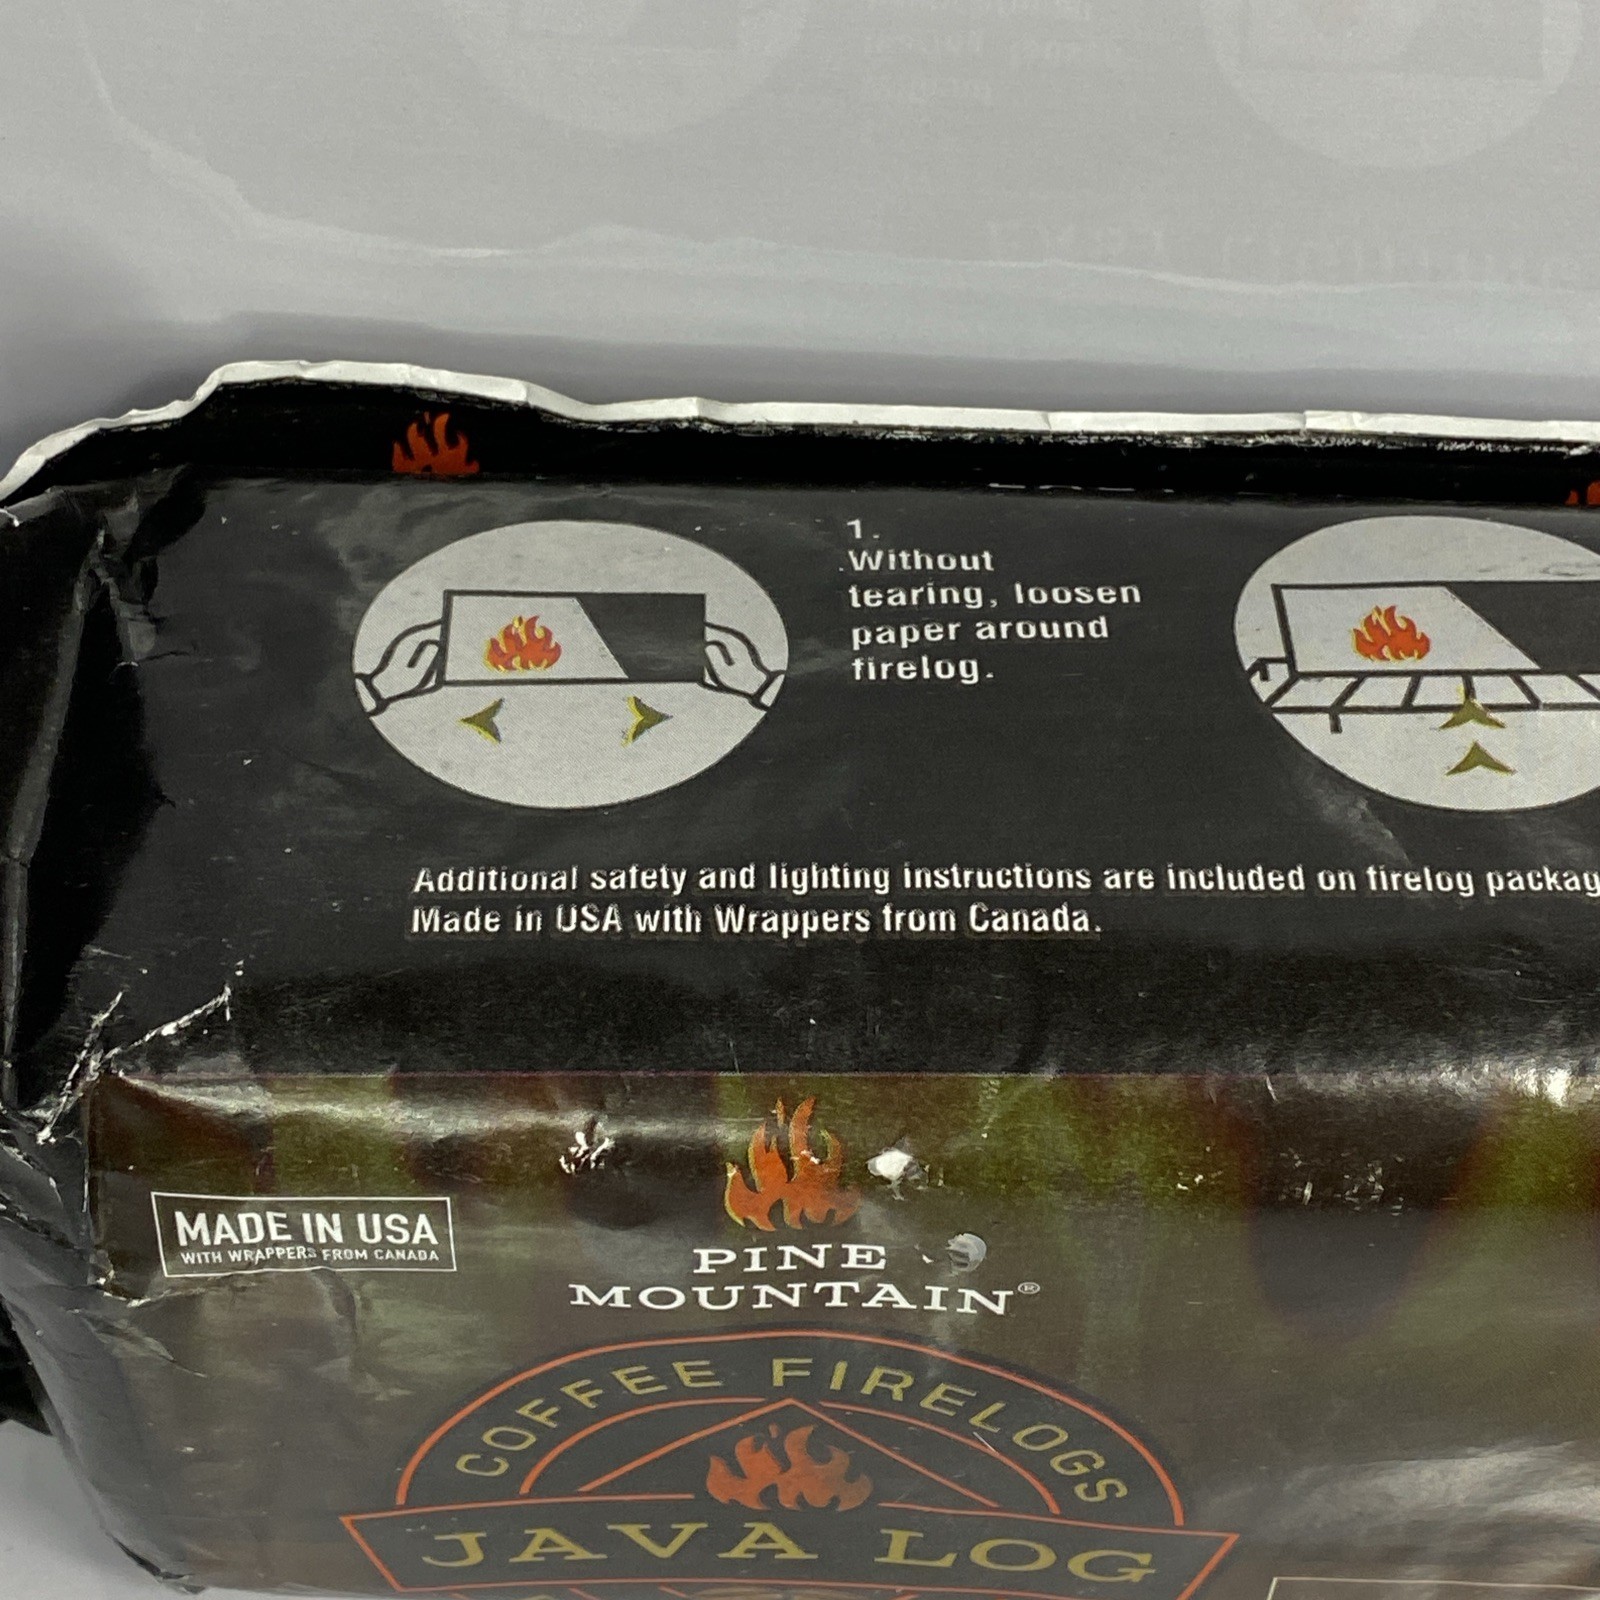 1.
Without
tearing, loosen
paper around
firelog.
Additional safety and lighting instructions are included on firelog packag
Made in USA with Wrappers from Canada.
MADE IN USA
WITH WRAPPERS FROM CANADA
PINE
MOUNTAIN®
COFFEE FIRELOGS
JAVA LOG